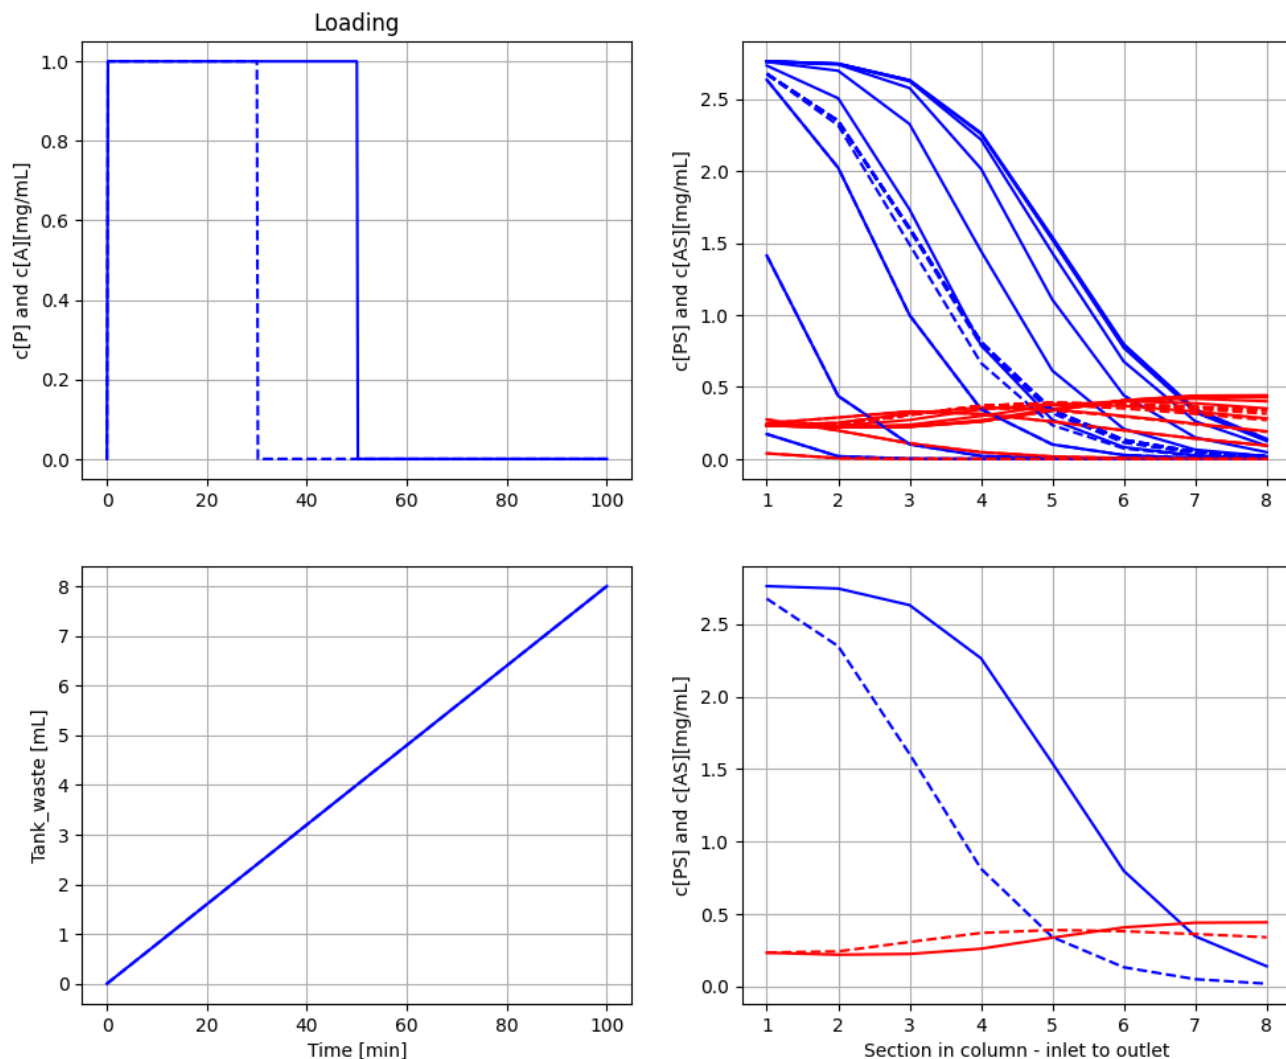 Loading
c[P] and c[A][mg/mL]
1.0
0.8
0.6
0.4
0.2
0.0
0 20 40 60 80 100
c[PS] and c[AS][mg/mL]
2.5
2.0
1.5
1.0
0.5
0.0
1 2 3 4 5 6 7 8
Tank_waste [mL]
8
7
6
5
4
3
2
1
0
0 20 40 60 80 100
Time [min]
c[PS] and c[AS][mg/mL]
2.5
2.0
1.5
1.0
0.5
0.0
1 2 3 4 5 6 7 8
Section in column - inlet to outlet